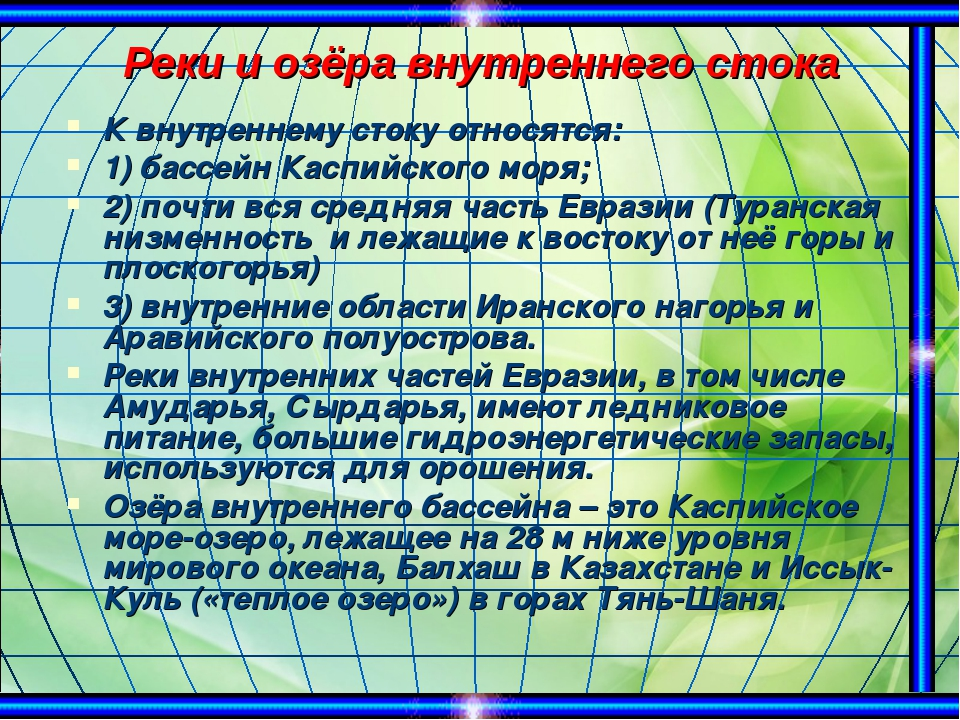 Реки и озёра внутреннего стока
К внутреннему стоку относятся:
1) бассейн Каспийского моря;
2) почти вся средняя часть Евразии (Туранская
низменность и лежащие к востоку от неё горы и
плоскогорья)
3) внутренние области Иранского нагорья и
Аравийского полуострова.
Реки внутренних частей Евразии, в том числе
Амударья, Сырдарья, имеют ледниковое
питание, большие гидроэнергетические запасы,
используются для орошения.
Озёра внутреннего бассейна – это Каспийское
море-озеро, лежащее на 28 м ниже уровня
мирового океана, Балхаш в Казахстане и Иссык-
Куль («теплое озеро») в горах Тянь-Шаня.